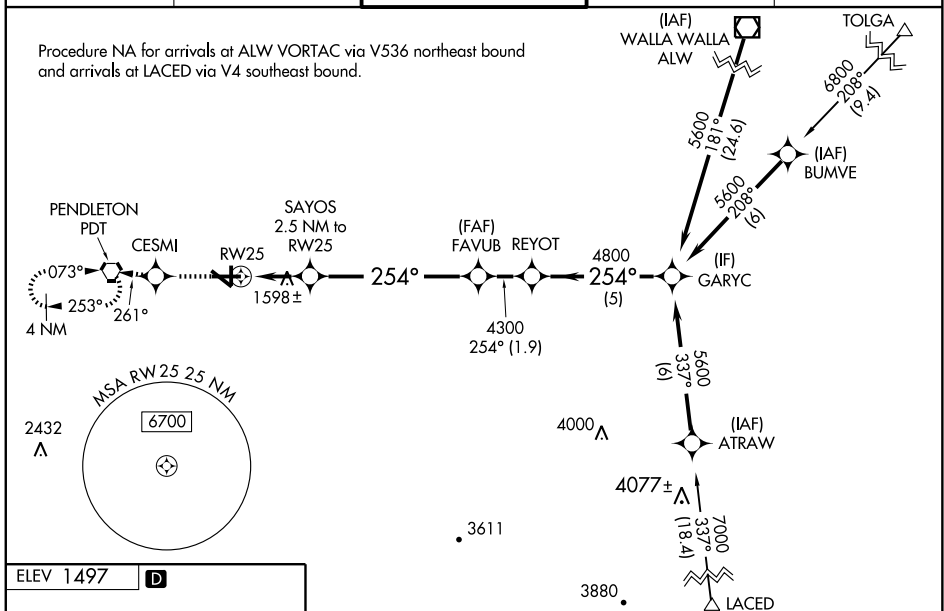 Procedure NA for arrivals at ALW VORTAC via V536 northeast bound
and arrivals at LACED via V4 southeast bound.
(IAF)
WALLA WALLA
ALW
TOLGA
6800
208°
(9.4)
5600
181°
(24.6)
(IAF)
BUMVE
5600
208°
(6)
PENDLETON
PDT
CESMI
RW25
SAYOS
2.5 NM to
RW25
(FAF)
FAVUB
REYOT
4800
254°
(5)
(IF)
GARYC
073°
253°
261°
4 NM
1598±
254°
4300
254° (1.9)
5600
337°
(6)
MSA RW 25 25 NM
6700
2432
4000
(IAF)
ATRAW
4077±
7000
337°
(18.4)
3611
3880
LACED
ELEV 1497
D